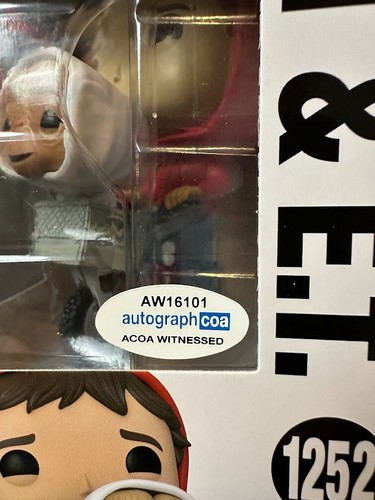 AW16101
autograph coa
ACOA WITNESSED
& E.T.
1252